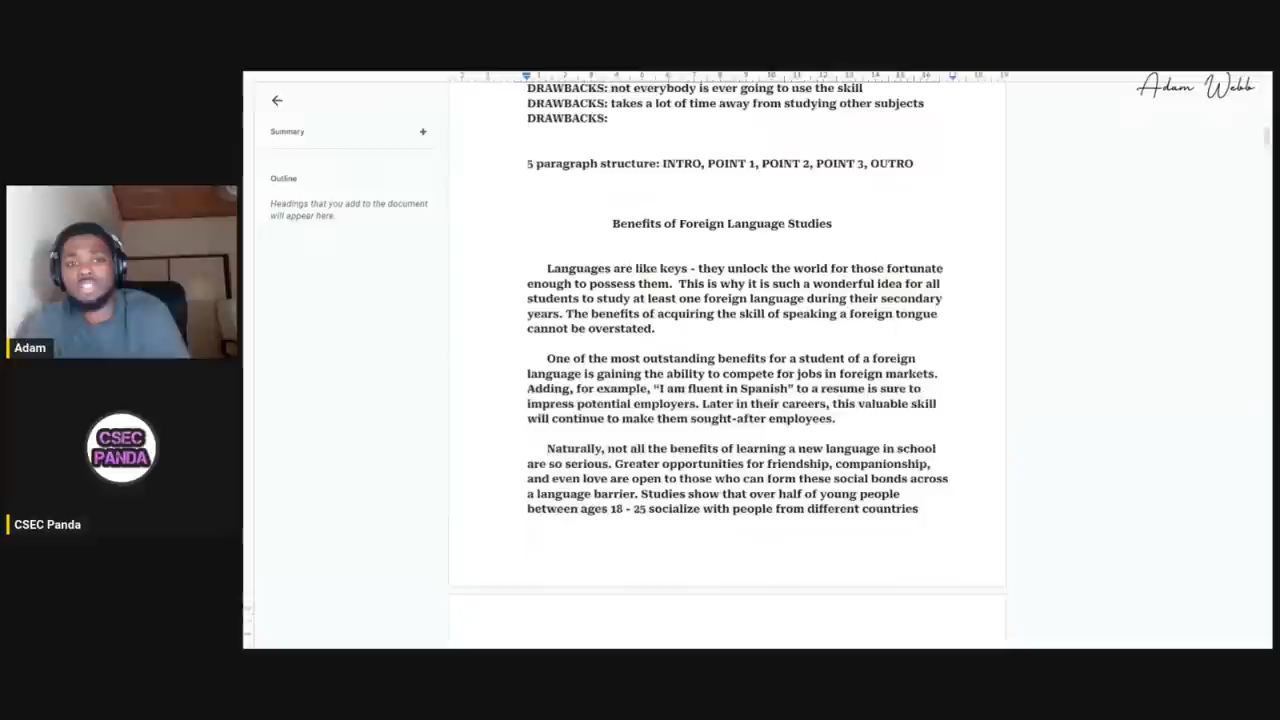 Adam Webb
DRAWBACKS: not everybody is ever going to use the skill
DRAWBACKS: takes a lot of time away from studying other subjects
DRAWBACKS:
Summary
+
Outline
Headings that you add to the document
will appear here.
5 paragraph structure: INTRO, POINT 1, POINT 2, POINT 3, OUTRO
Benefits of Foreign Language Studies
Languages are like keys - they unlock the world for those fortunate
enough to possess them. This is why it is such a wonderful idea for all
students to study at least one foreign language during their secondary
years. The benefits of acquiring the skill of speaking a foreign tongue
cannot be overstated.
One of the most outstanding benefits for a student of a foreign
language is gaining the ability to compete for jobs in foreign markets.
Adding, for example, “I am fluent in Spanish” to a resume is sure to
impress potential employers. Later in their careers, this valuable skill
will continue to make them sought-after employees.
Naturally, not all the benefits of learning a new language in school
are so serious. Greater opportunities for friendship, companionship,
and even love are open to those who can form these social bonds across
a language barrier. Studies show that over half of young people
between ages 18 - 25 socialize with people from different countries
Adam
CSEC
PANDA
CSEC Panda